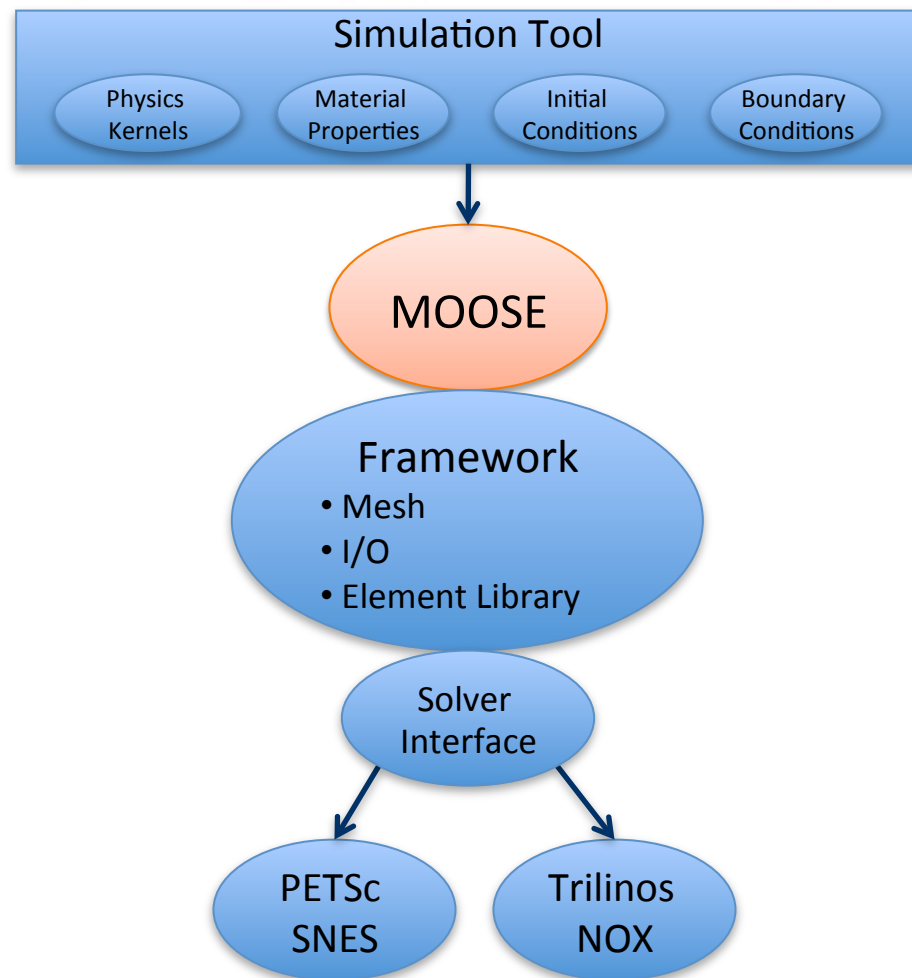 Simulation Tool
Physics
Kernels
Material
Properties
Initial
Conditions
Boundary
Conditions
MOOSE
Framework
• Mesh
• I/O
• Element Library
Solver
Interface
PETSc
SNES
Trilinos
NOX